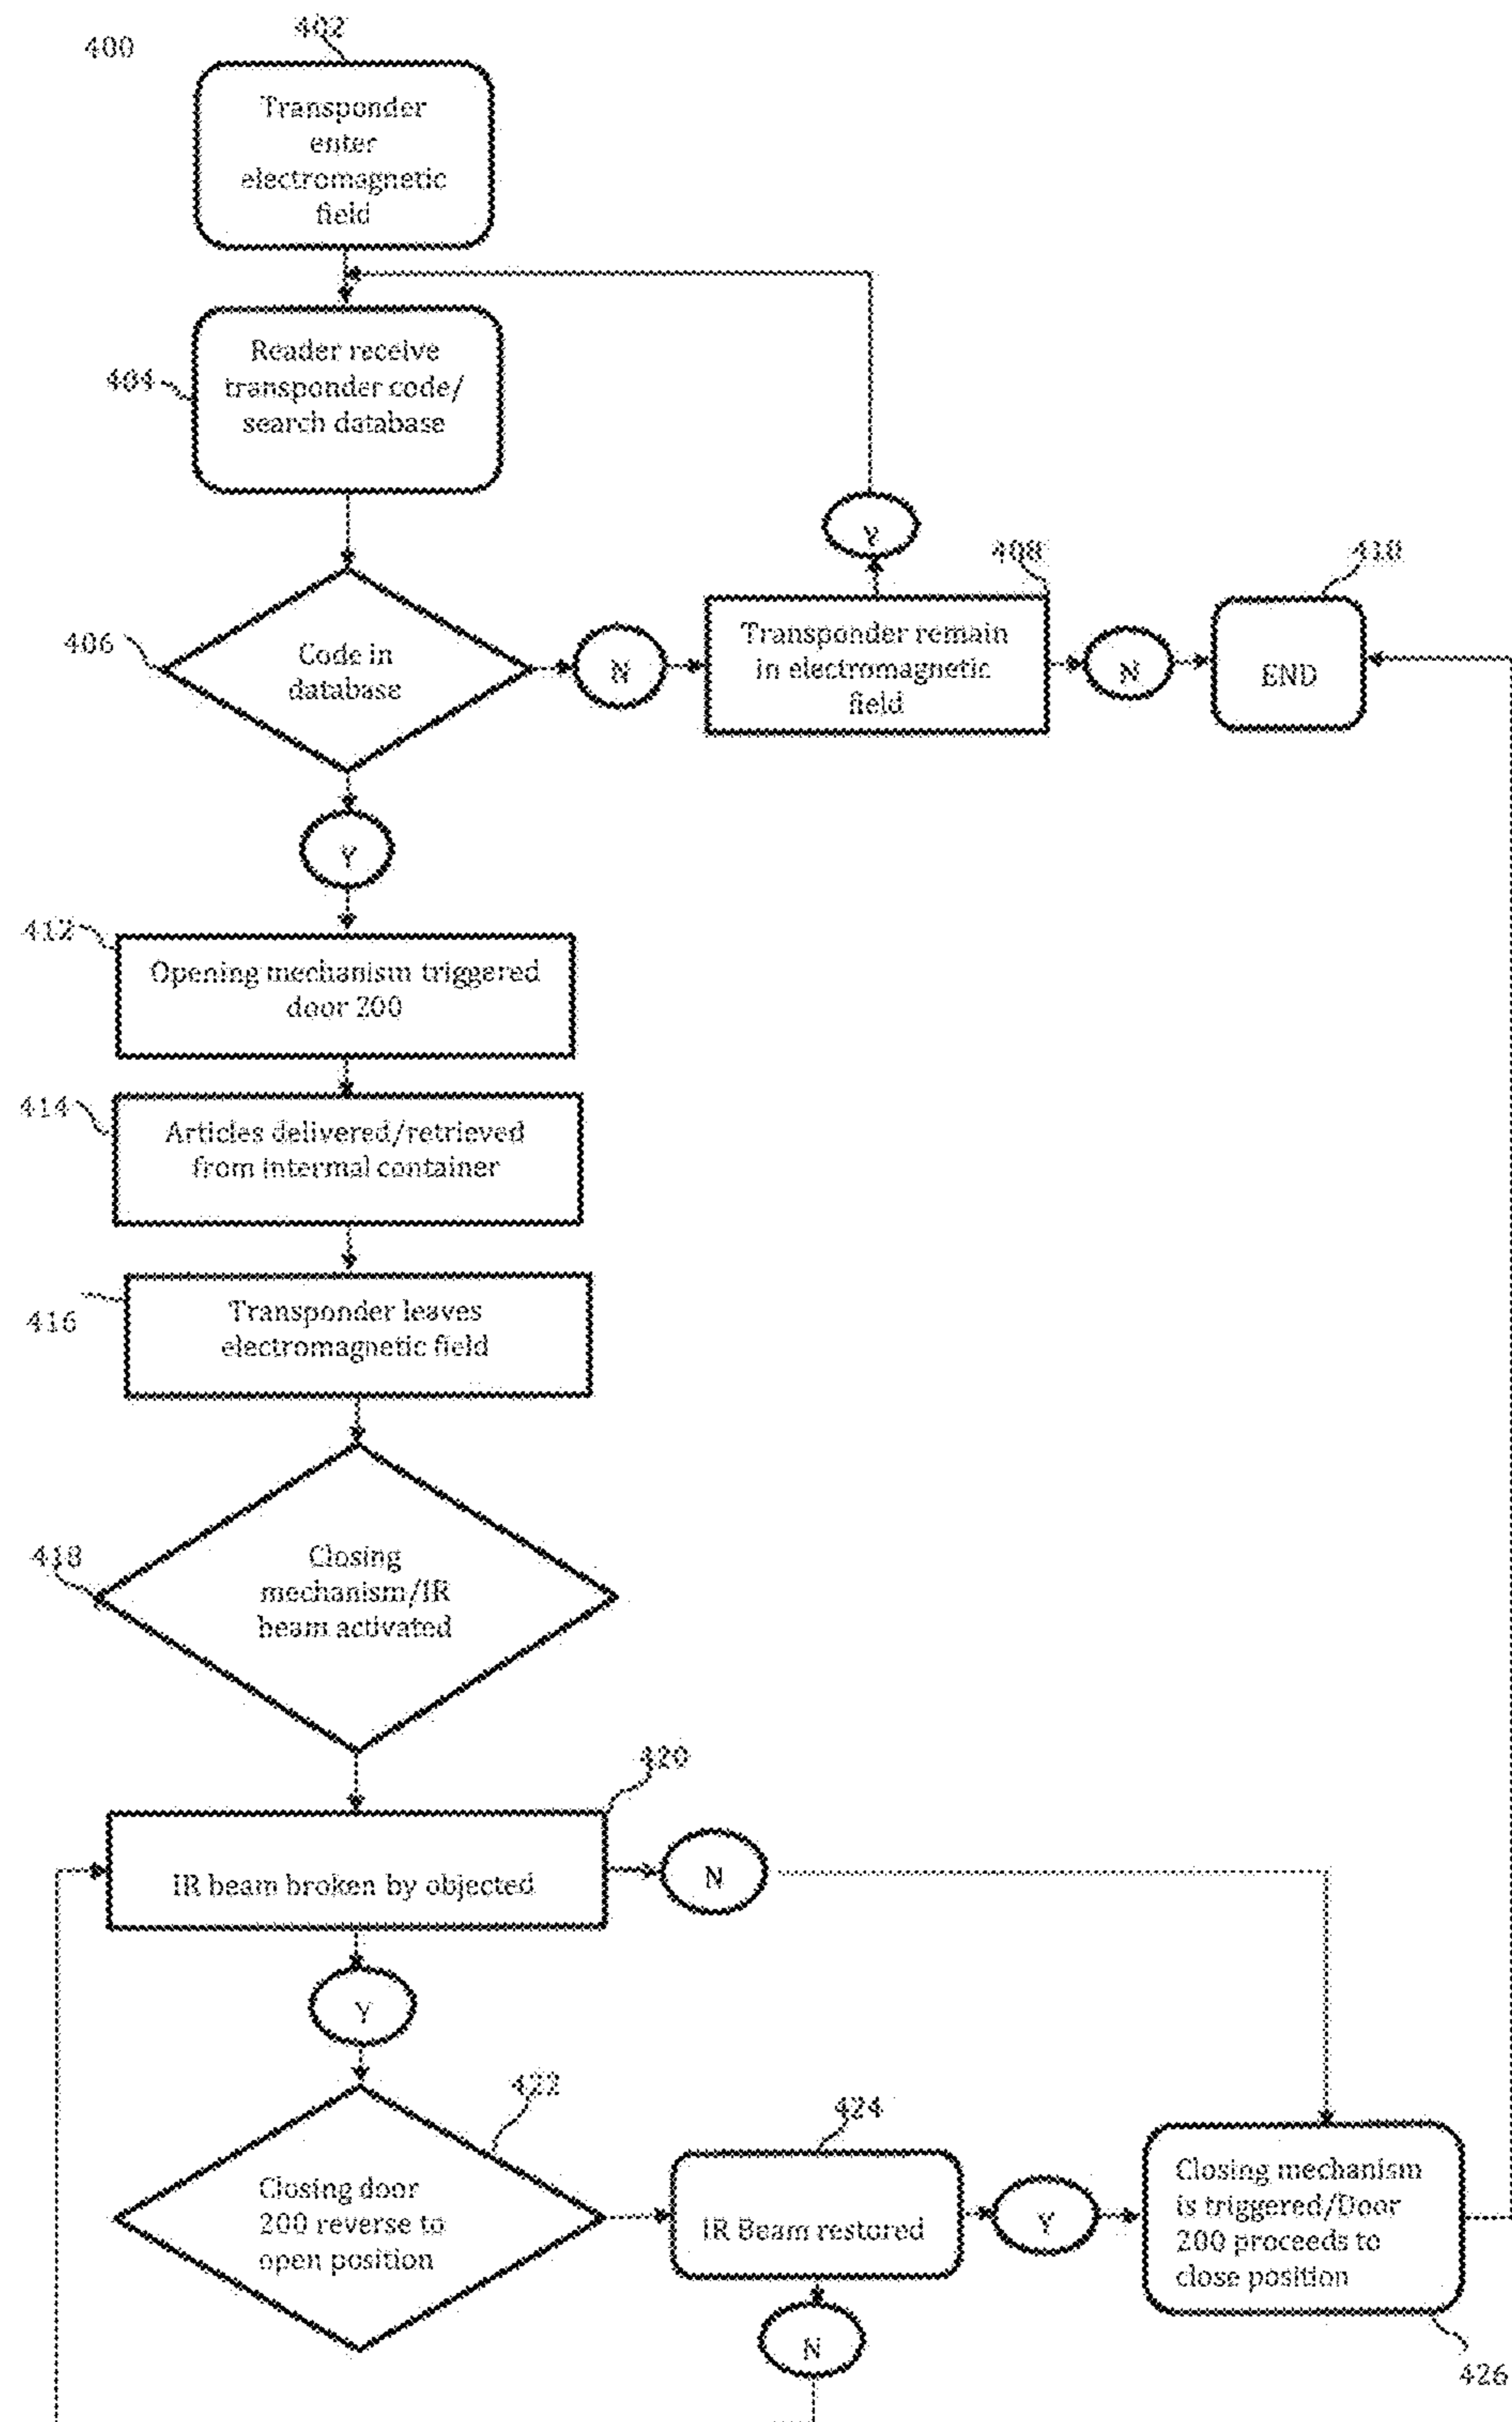 400
402
Transponder
enter
electromagnetic
field
404
Reader receive
transponder code/
search database
Y
408
410
406
Code in
database
N
Transponder remain
in electromagnetic
field
N
END
Y
412
Opening mechanism triggered
door 200
414
Articles delivered/retrieved
from intermal container
416
Transponder leaves
electromagnetic field
418
Closing
mechanism/IR
beam activated
420
IR beam broken by objected
N
Y
422
424
Closing door
200 reverse to
open position
IR Beam restored
Y
Closing mechanism
is triggered/Door
200 proceeds to
close position
N
426